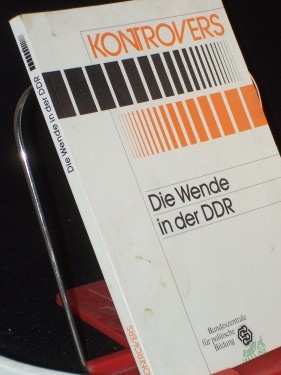 KONTROVERS
Die Wende
in der DDR
Bundeszentrale
für politische
Bildung
Die Wende in der DDR
KONTROVERS